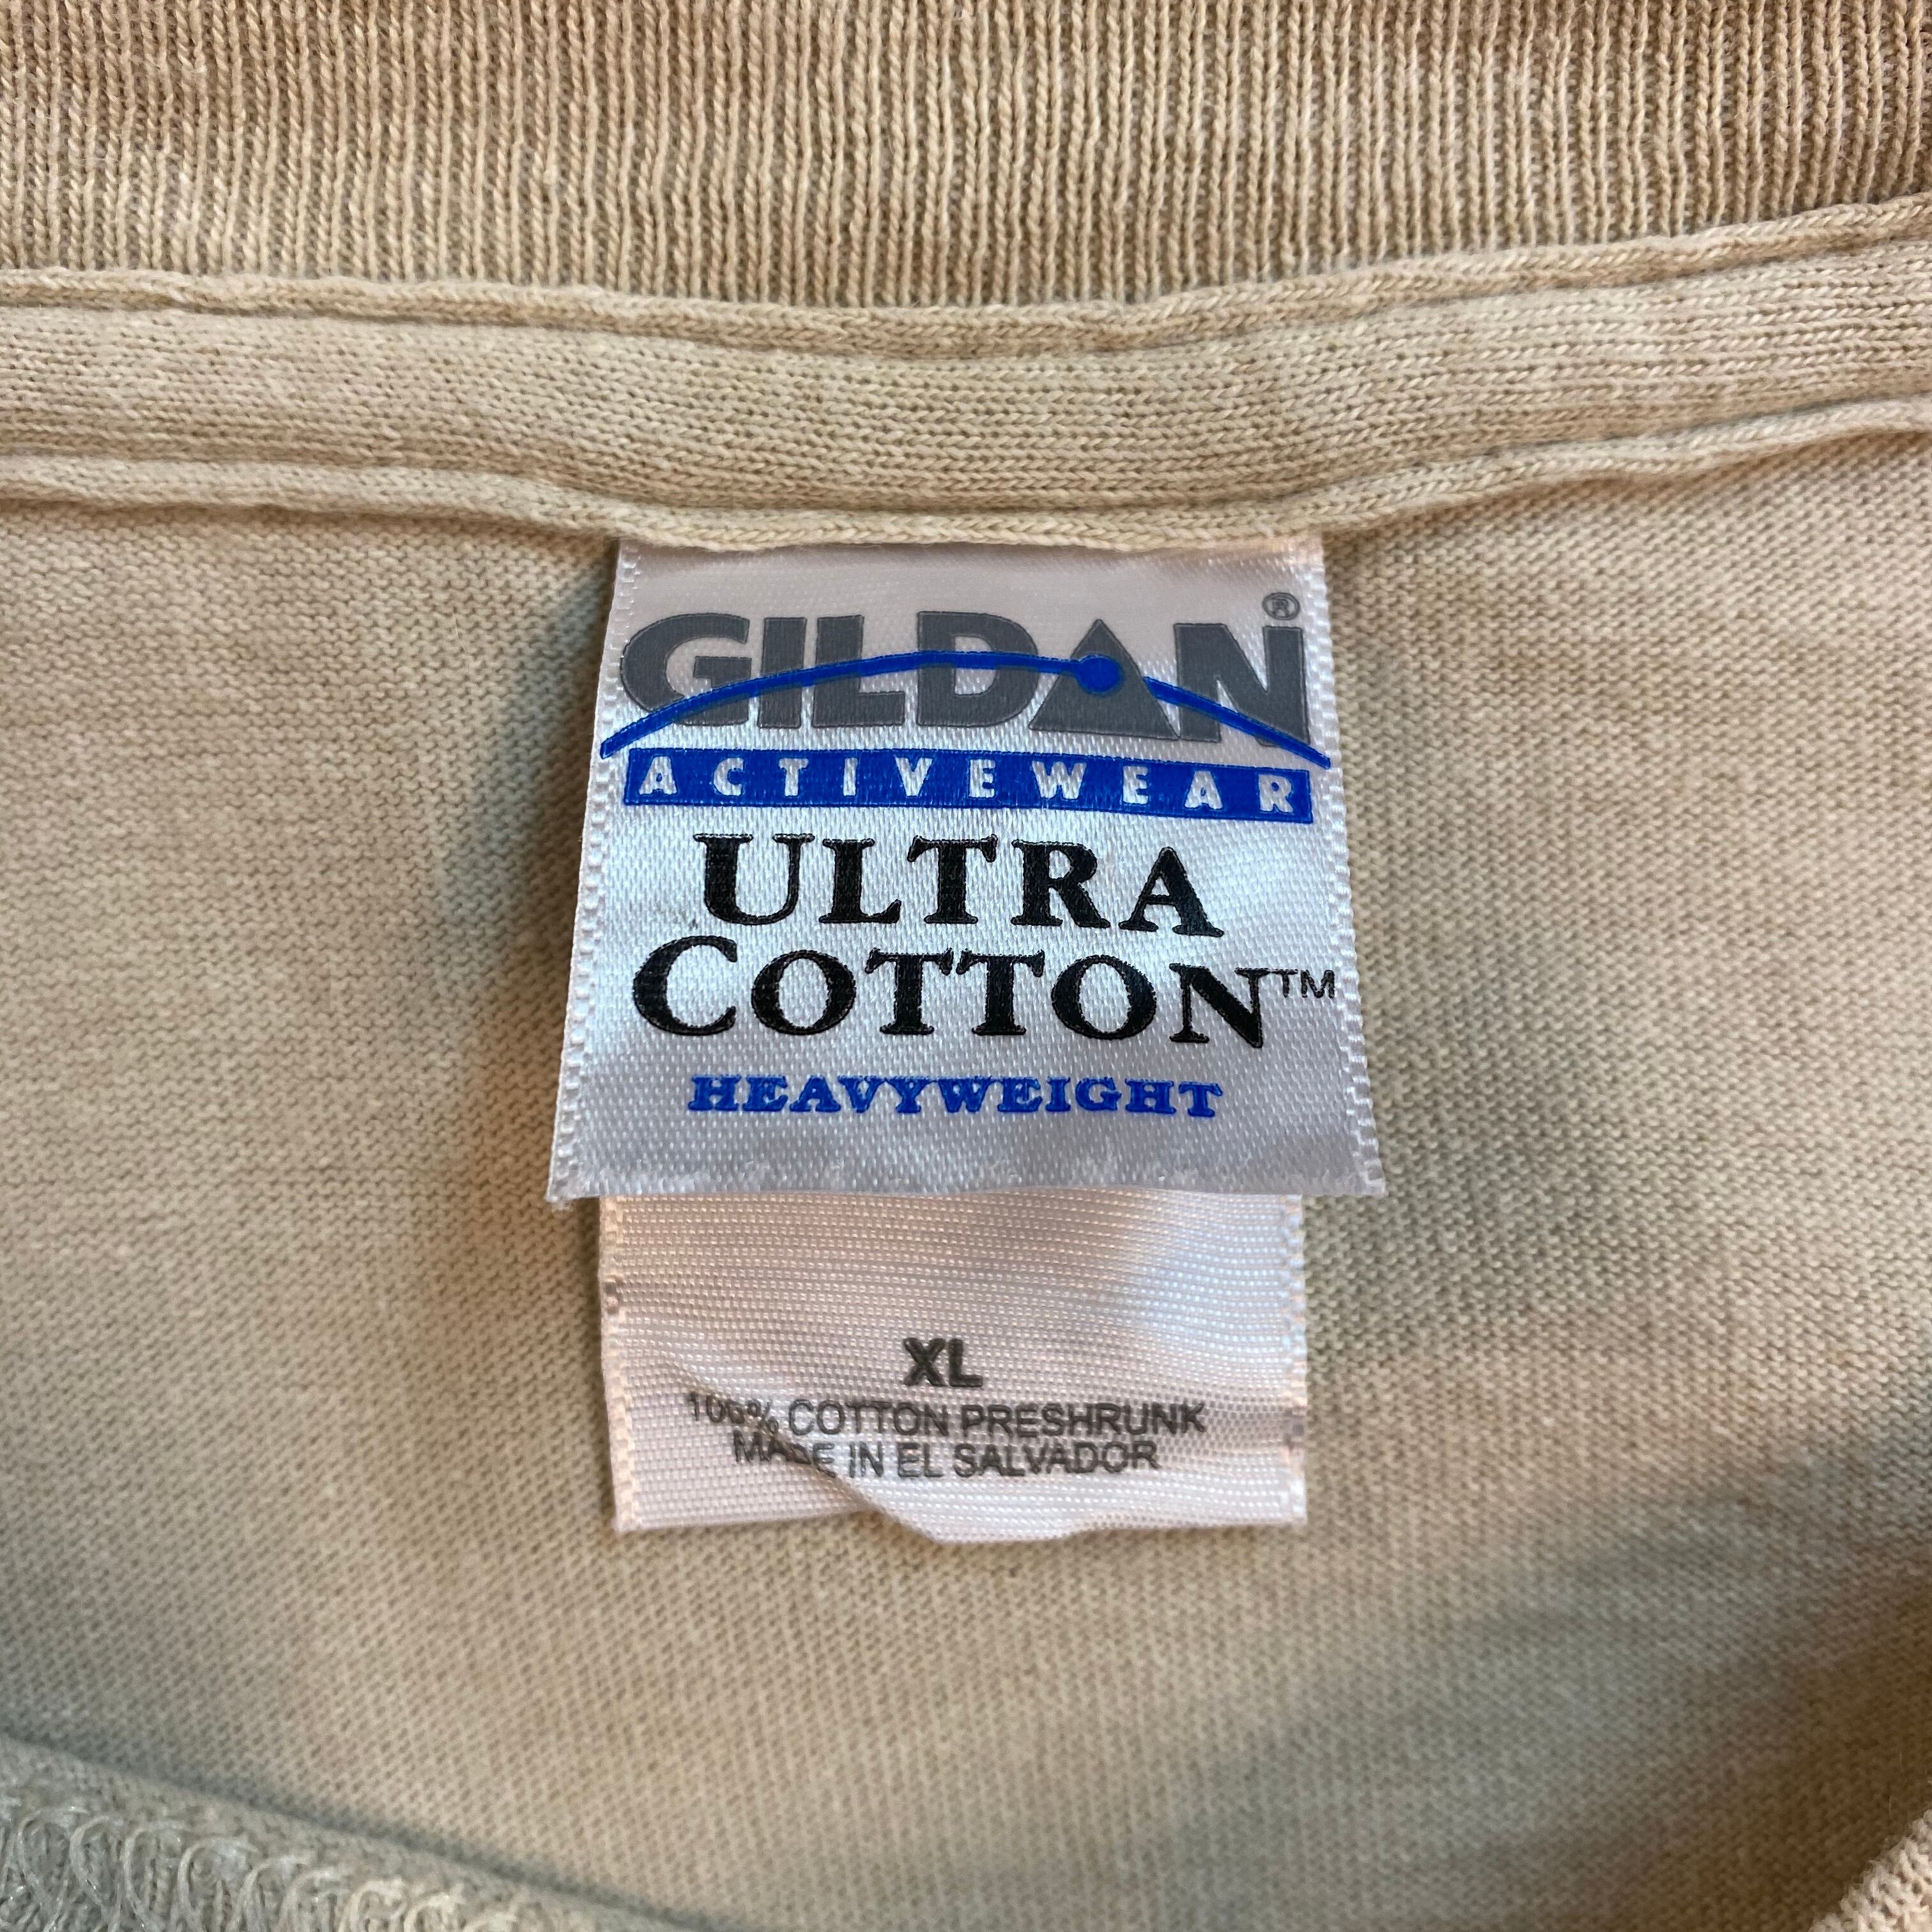 GILDAN®
ACTIVEWEAR
ULTRA
COTTON™
HEAVYWEIGHT
XL
100% COTTON PRESHRUNK
MADE IN EL SALVADOR